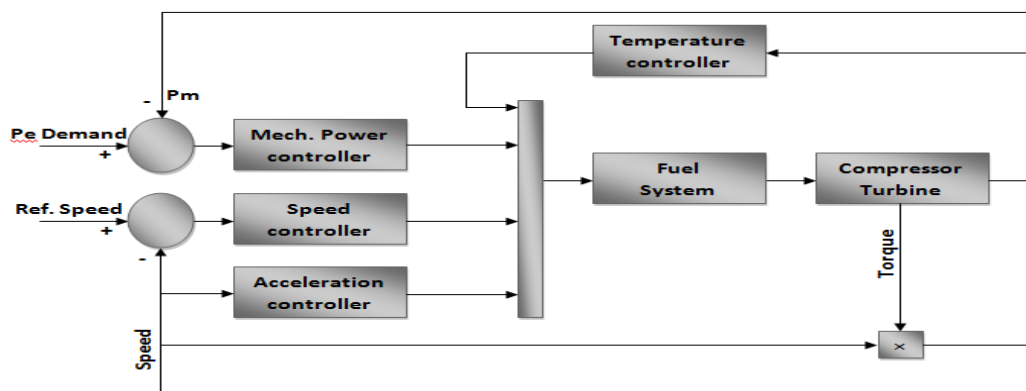 Temperature
controller
-
Pm
Pe Demand
+
Mech. Power
controller
Fuel
System
Compressor
Turbine
Ref. Speed
+
Speed
controller
-
Torque
Acceleration
controller
Speed
x